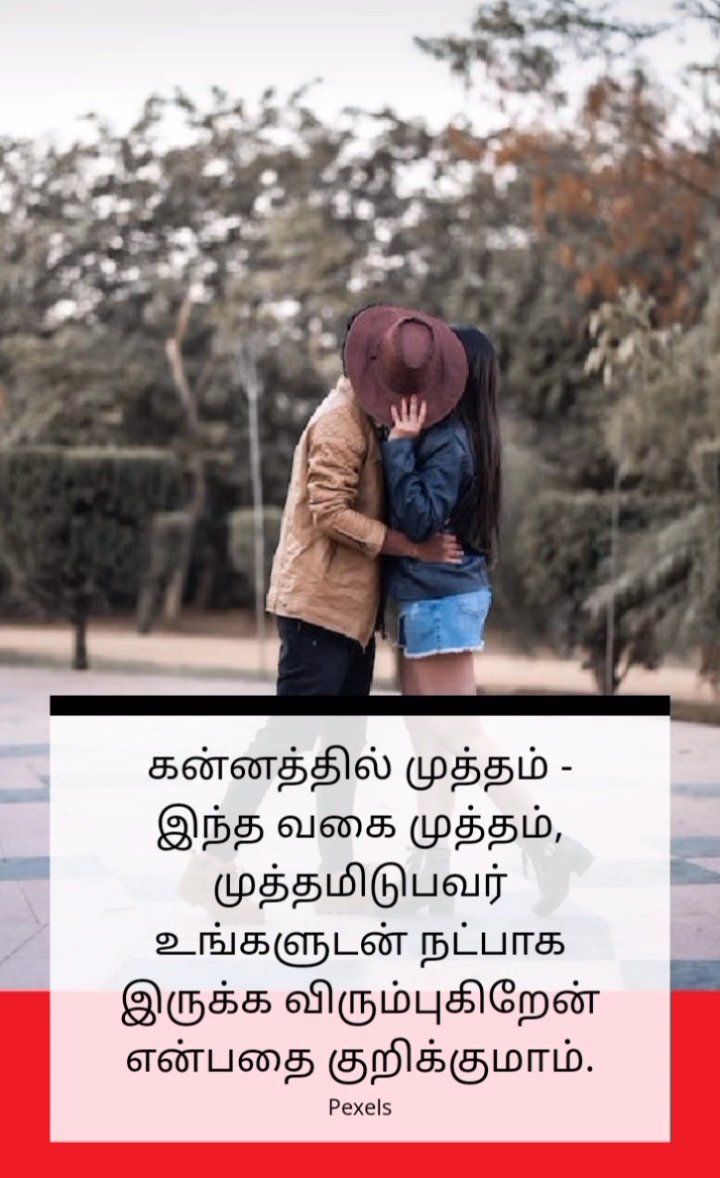 கன்னத்தில் முத்தம் -
இந்த வகை முத்தம்,
முத்தமிடுபவர்
உங்களுடன் நட்பாக
இருக்க விரும்புகிறேன்
என்பதை குறிக்குமாம்.
Pexels